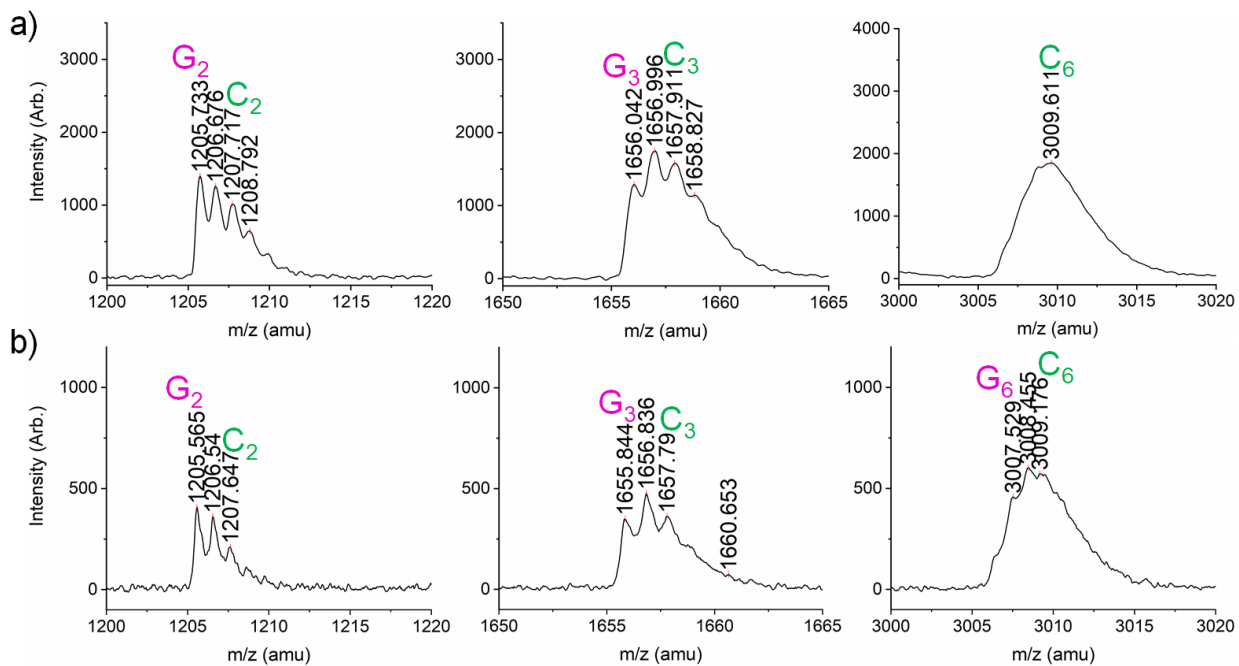 a)
Intensity (Arb.)
3000
2000
1000
0
G2
C2
1205.733
1206.676
1207.717
1208.792
1200 1205 1210 1215 1220
m/z (amu)
3000
2000
1000
0
G3
C3
1656.042
1656.996
1657.911
1658.827
1650 1655 1660 1665
m/z (amu)
4000
3000
2000
1000
0
C6
3009.611
3000 3005 3010 3015 3020
m/z (amu)
b)
Intensity (Arb.)
1000
500
0
G2
C2
1205.565
1206.54
1207.647
1200 1205 1210 1215 1220
m/z (amu)
1000
500
0
G3
C3
1655.844
1656.836
1657.79
1660.653
1650 1655 1660 1665
m/z (amu)
1000
500
0
G6
C6
3007.529
3008.455
3009.176
3000 3005 3010 3015 3020
m/z (amu)